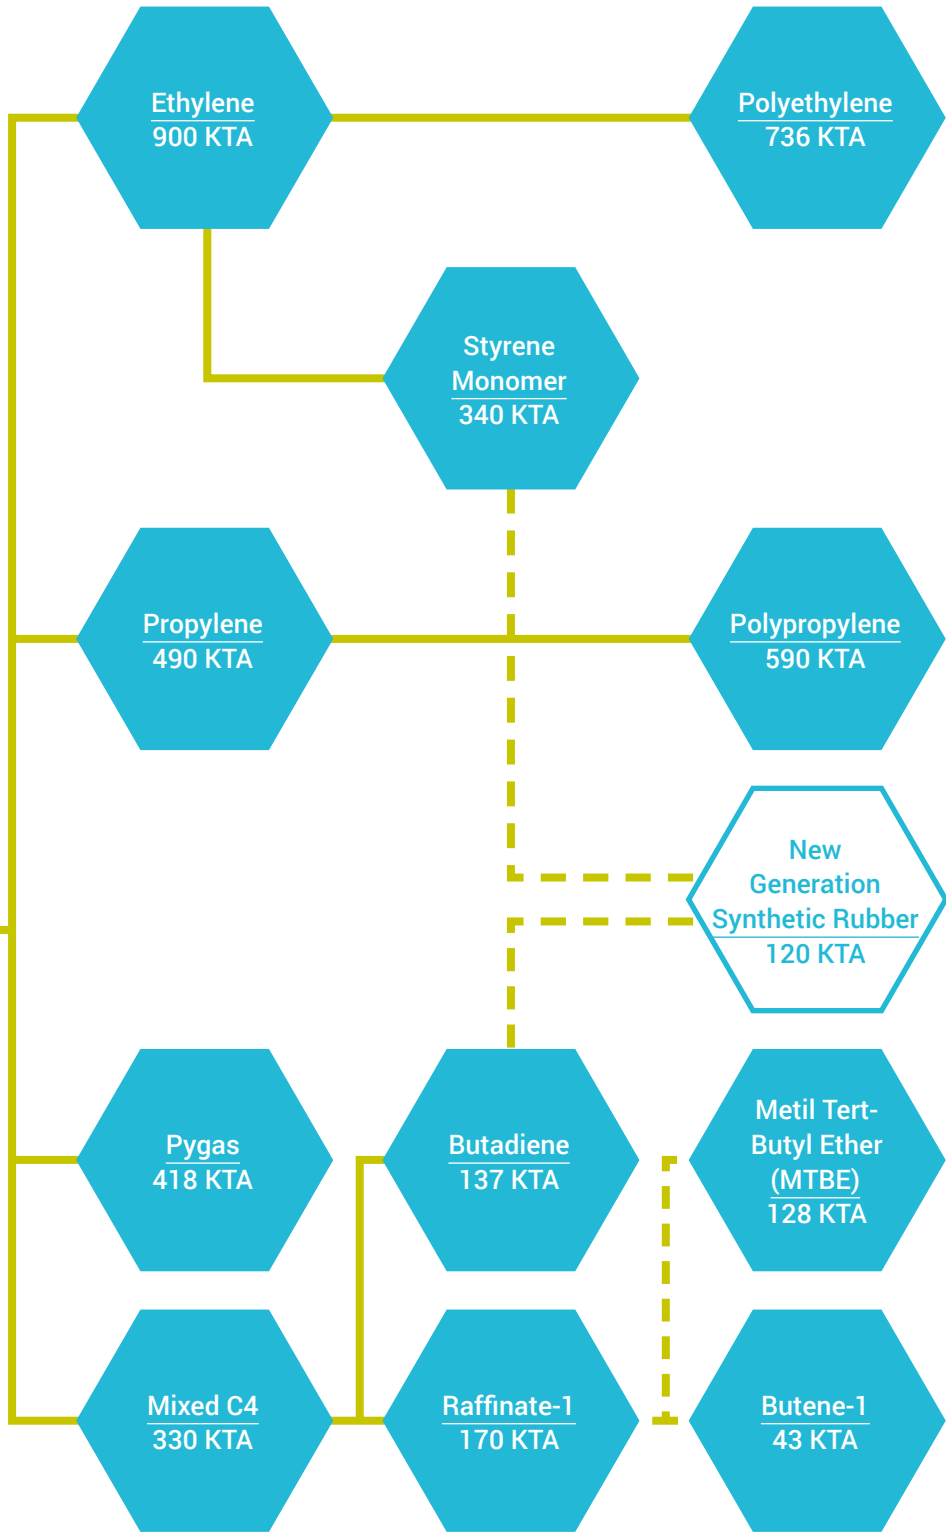 Ethylene
900 KTA
Polyethylene
736 KTA
Styrene
Monomer
340 KTA
Propylene
490 KTA
Polypropylene
590 KTA
New
Generation
Synthetic Rubber
120 KTA
Pygas
418 KTA
Butadiene
137 KTA
Metil Tert-
Butyl Ether
(MTBE)
128 KTA
Mixed C4
330 KTA
Raffinate-1
170 KTA
Butene-1
43 KTA